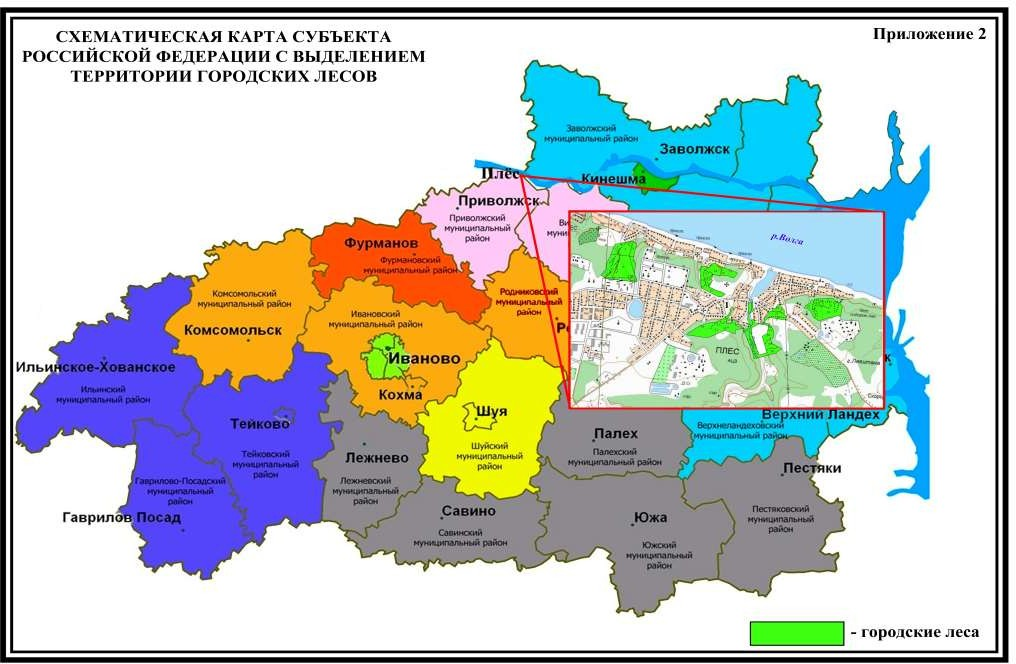 СХЕМАТИЧЕСКАЯ КАРТА СУБЪЕКТА
РОССИЙСКОЙ ФЕДЕРАЦИИ С ВЫДЕЛЕНИЕМ
ТЕРРИТОРИИ ГОРОДСКИХ ЛЕСОВ
Приложение 2
Заволжский
муниципальный район
Заволжск
Плёс
Кинешма
Приволжск
Приволжский
муниципальный
район
Фурманов
Фурмановский
муниципальный район
р.Волга
Комсомольский
муниципальный район
Комсомольск
Родниковский
муниципальный
район
Ивановский
муниципальный район
Иваново
Кохма
ПЛЕС
Ильинское-Хованское
Ильинский
муниципальный район
Тейково
Тейковский
муниципальный
район
Шуя
Шуйский
муниципальный
район
Верхний Ландех
Верхнеландеховский
муниципальный район
Палех
Палехский
муниципальный район
Лежнево
Лежневский
муниципальный
район
Пестяки
Пестяковский
муниципальный
район
Гаврилово-Посадский
муниципальный
район
Гаврилов Посад
Савино
Савинский
муниципальный район
Южа
Южский
муниципальный
район
- городские леса